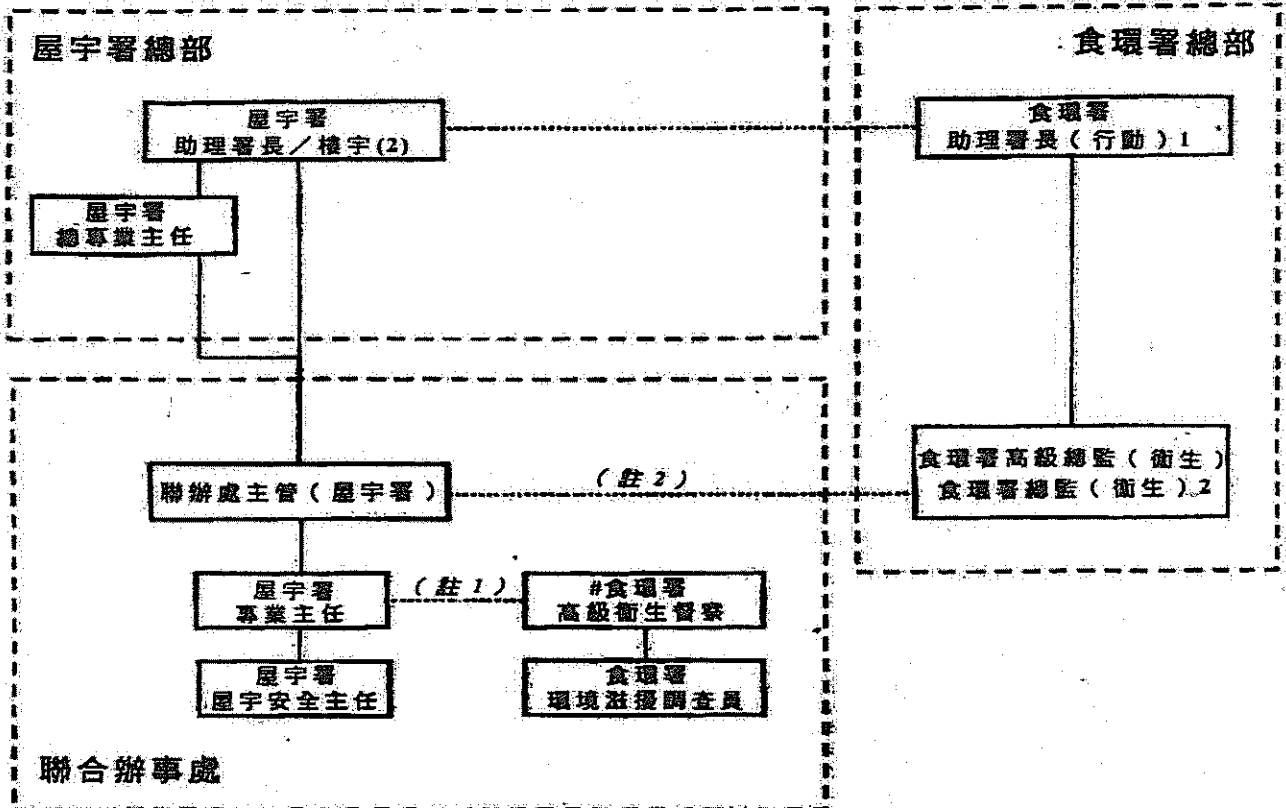 屋宇署總部
食環署總部
屋宇署
助理署長／樓宇(2)
食環署
助理署長（行動）1
屋宇署
總專業主任
聯辦處主管（屋宇署）
（註 2）
食環署高級總監（衞生）
食環署總監（衞生）2
屋宇署
專業主任
（註 1）
#食環署
高級衞生督察
屋宇署
屋宇安全主任
食環署
環境滋擾調查員
聯合辦事處